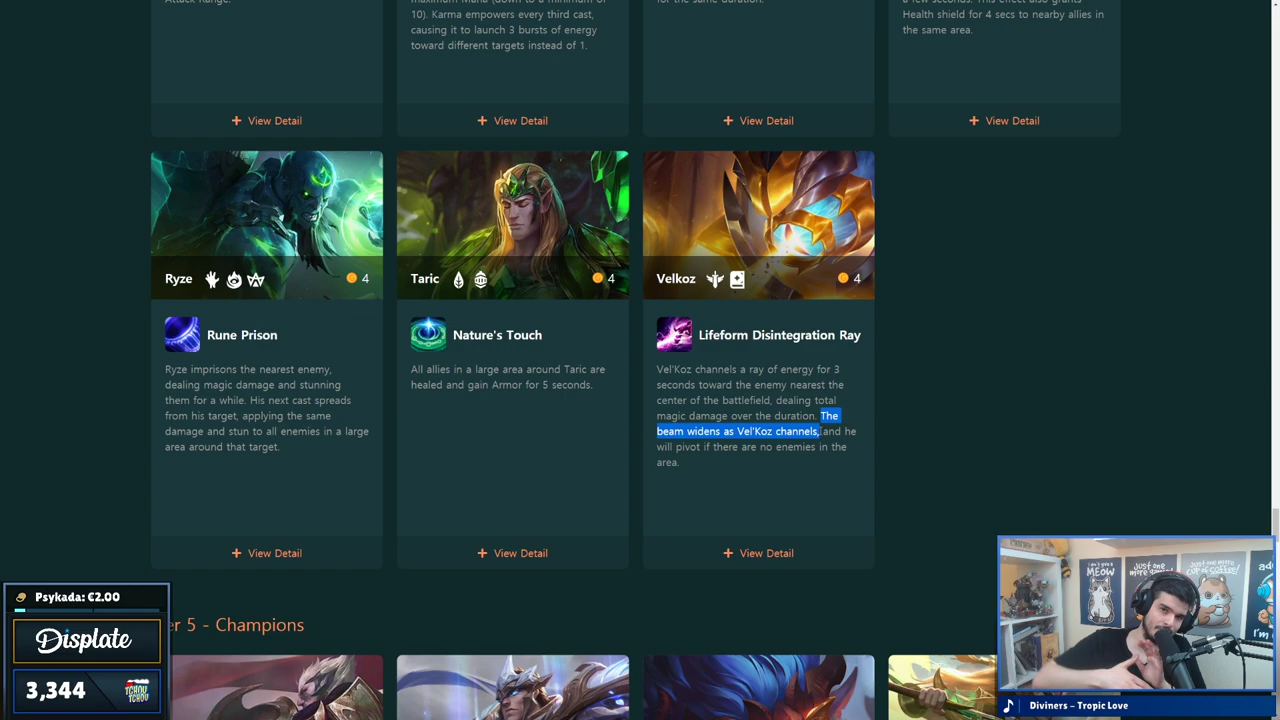 Attack Range.
maximum Mana (down to a minimum of
10). Karma empowers every third cast,
causing it to launch 3 bursts of energy
toward different targets instead of 1.
for the same duration.
a few seconds. This effect also grants
Health shield for 4 secs to nearby allies in
the same area.
+ View Detail
+ View Detail
+ View Detail
+ View Detail
Ryze
4
Rune Prison
Ryze imprisons the nearest enemy,
dealing magic damage and stunning
them for a while. His next cast spreads
from his target, applying the same
damage and stun to all enemies in a large
area around that target.
+ View Detail
Taric
4
Nature's Touch
All allies in a large area around Taric are
healed and gain Armor for 5 seconds.
+ View Detail
Velkoz
4
Lifeform Disintegration Ray
Vel'Koz channels a ray of energy for 3
seconds toward the enemy nearest the
center of the battlefield, dealing total
magic damage over the duration. The
beam widens as Vel'Koz channels, and he
will pivot if there are no enemies in the
area.
+ View Detail
er 5 - Champions
Psykada: €2.00
Displate
3,344
TCHOU
TCHOU
MEOW
just one more
CUP OF COFFEE!
I'm
Diviners – Tropic Love